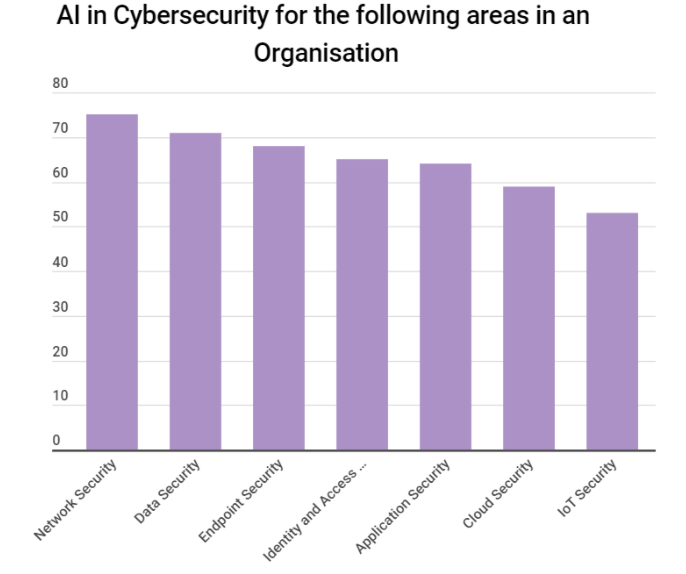 AI in Cybersecurity for the following areas in an
Organisation
80
70
60
50
40
30
20
10
0
Network Security
Data Security
Endpoint Security
Identity and Access ...
Application Security
Cloud Security
IoT Security